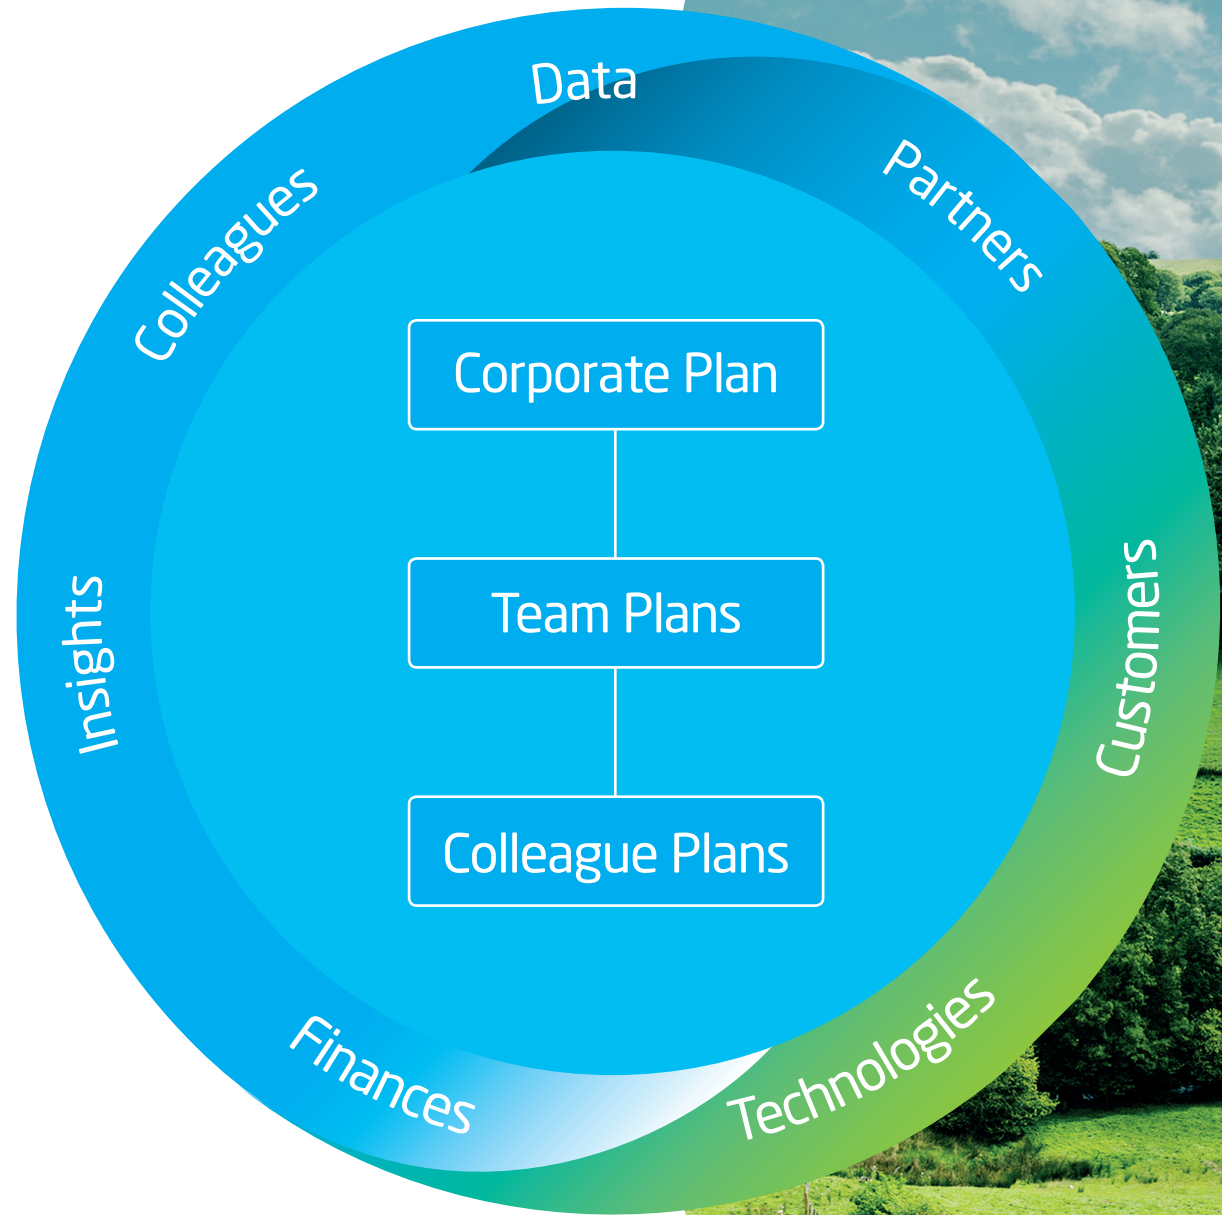 Data
Partners
Customers
Technologies
Finances
Insights
Colleagues
Corporate Plan
Team Plans
Colleague Plans